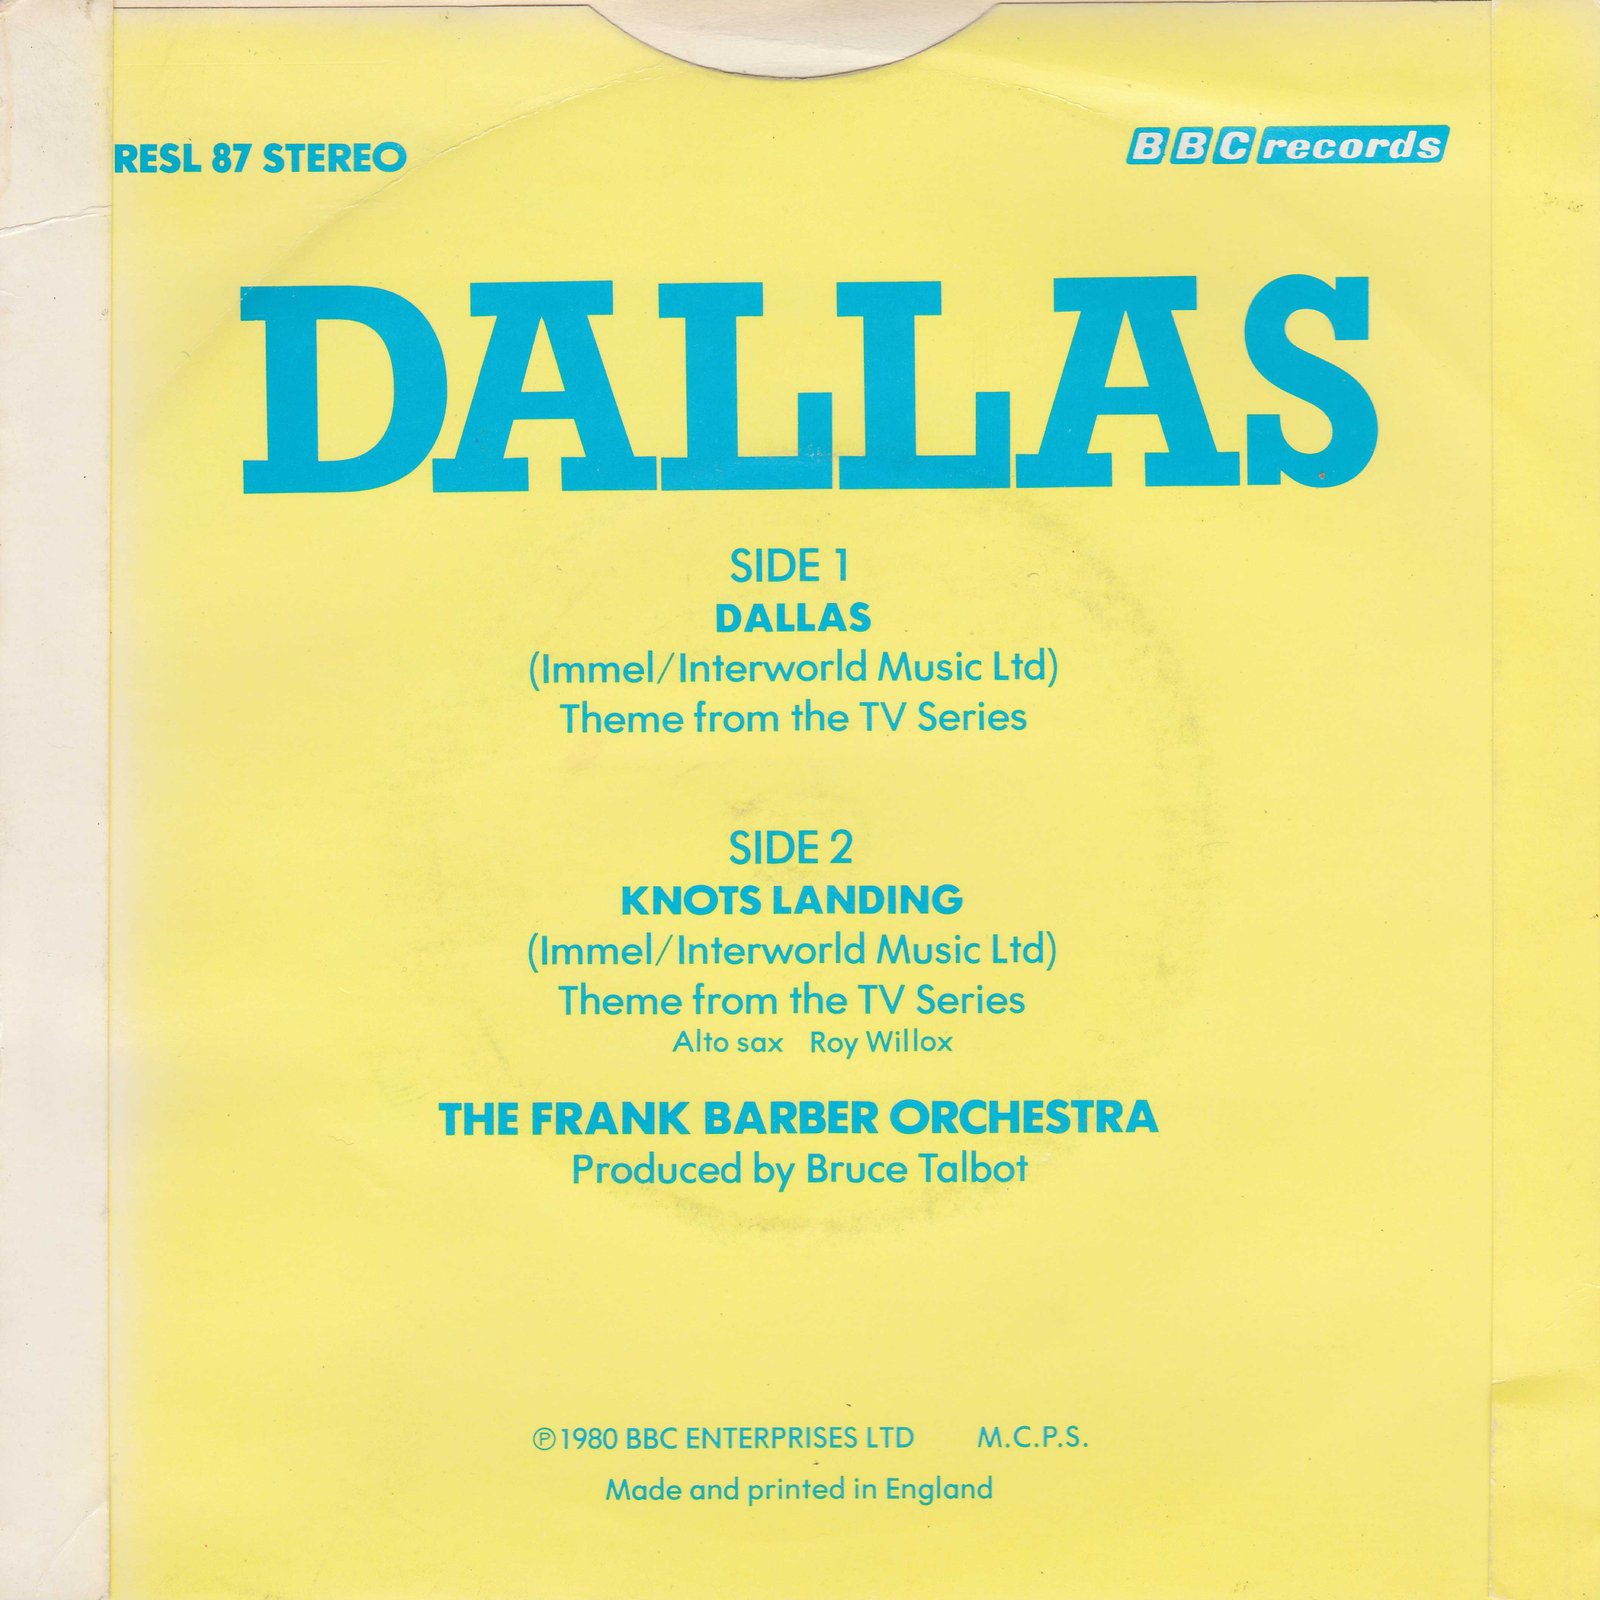 RESL 87 STEREO
BBC records
DALLAS
SIDE 1
DALLAS
(Immel/Interworld Music Ltd)
Theme from the TV Series
SIDE 2
KNOTS LANDING
(Immel/Interworld Music Ltd)
Theme from the TV Series
Alto sax Roy Willox
THE FRANK BARBER ORCHESTRA
Produced by Bruce Talbot
℗1980 BBC ENTERPRISES LTD M.C.P.S.
Made and printed in England